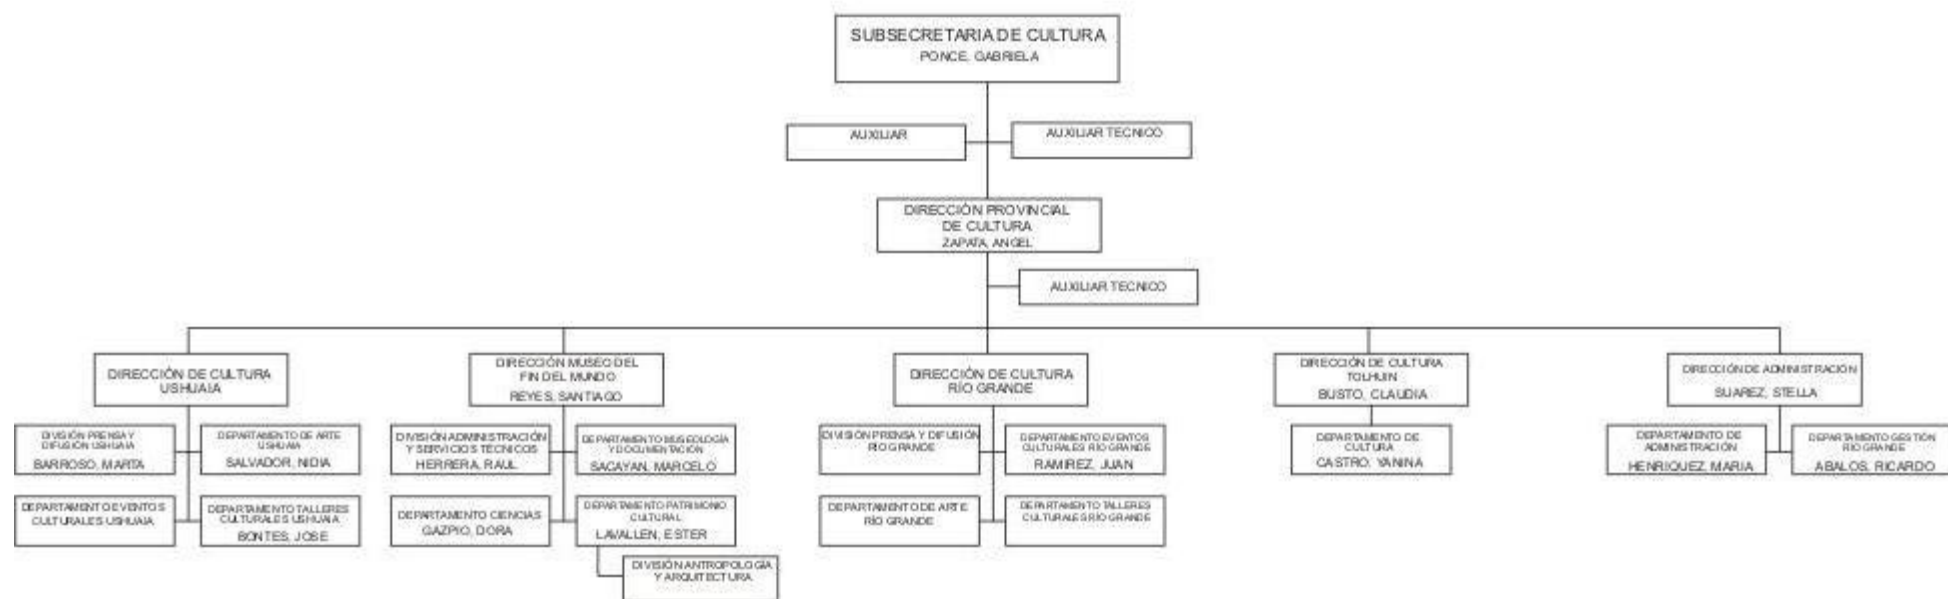 SUBSECRETARIA DE CULTURA
PONCE, GABRIELA
AUXILIAR
AUXILIAR TECNICO
DIRECCIÓN PROVINCIAL
DE CULTURA
ZAPATA, ANGEL
AUXILIAR TECNICO
DIRECCIÓN DE CULTURA
USHUAIA
DIVISIÓN PRENSA Y
DIFUSIÓN USHUAIA
BARROSO, MARTA
DEPARTAMENTO DE ARTE
USHUAIA
SALVADOR, NIDIA
DEPARTAMENTO EVENTOS
CULTURALES USHUAIA
DEPARTAMENTO TALLERES
CULTURALES USHUAIA
BONTES, JOSE
DIRECCIÓN MUSEO DEL
FIN DEL MUNDO
REYES, SANTIAGO
DIVISIÓN ADMINISTRACIÓN
Y SERVICIOS TÉCNICOS
HERRERA, RAUL
DEPARTAMENTO MUSEOLOGÍA
Y DOCUMENTACIÓN
SACAYAN, MARCELO
DEPARTAMENTO CIENCIAS
GAZPIO, DORA
DEPARTAMENTO PATRIMONIO
CULTURAL
LAVALLEN, ESTER
DIVISIÓN ANTROPOLOGÍA
Y ARQUITECTURA
DIRECCIÓN DE CULTURA
RÍO GRANDE
DIVISIÓN PRENSA Y DIFUSIÓN
RÍO GRANDE
DEPARTAMENTO EVENTOS
CULTURALES RÍO GRANDE
RAMIREZ, JUAN
DEPARTAMENTO DE ARTE
RÍO GRANDE
DEPARTAMENTO TALLERES
CULTURALES RÍO GRANDE
DIRECCIÓN DE CULTURA
TOLHUIN
BUSTO, CLAUDIA
DEPARTAMENTO DE
CULTURA
CASTRO, YANINA
DIRECCIÓN DE ADMINISTRACIÓN
SUAREZ, STELLA
DEPARTAMENTO DE
ADMINISTRACIÓN
HENRIQUEZ, MARIA
DEPARTAMENTO GESTIÓN
RÍO GRANDE
ABALOS, RICARDO